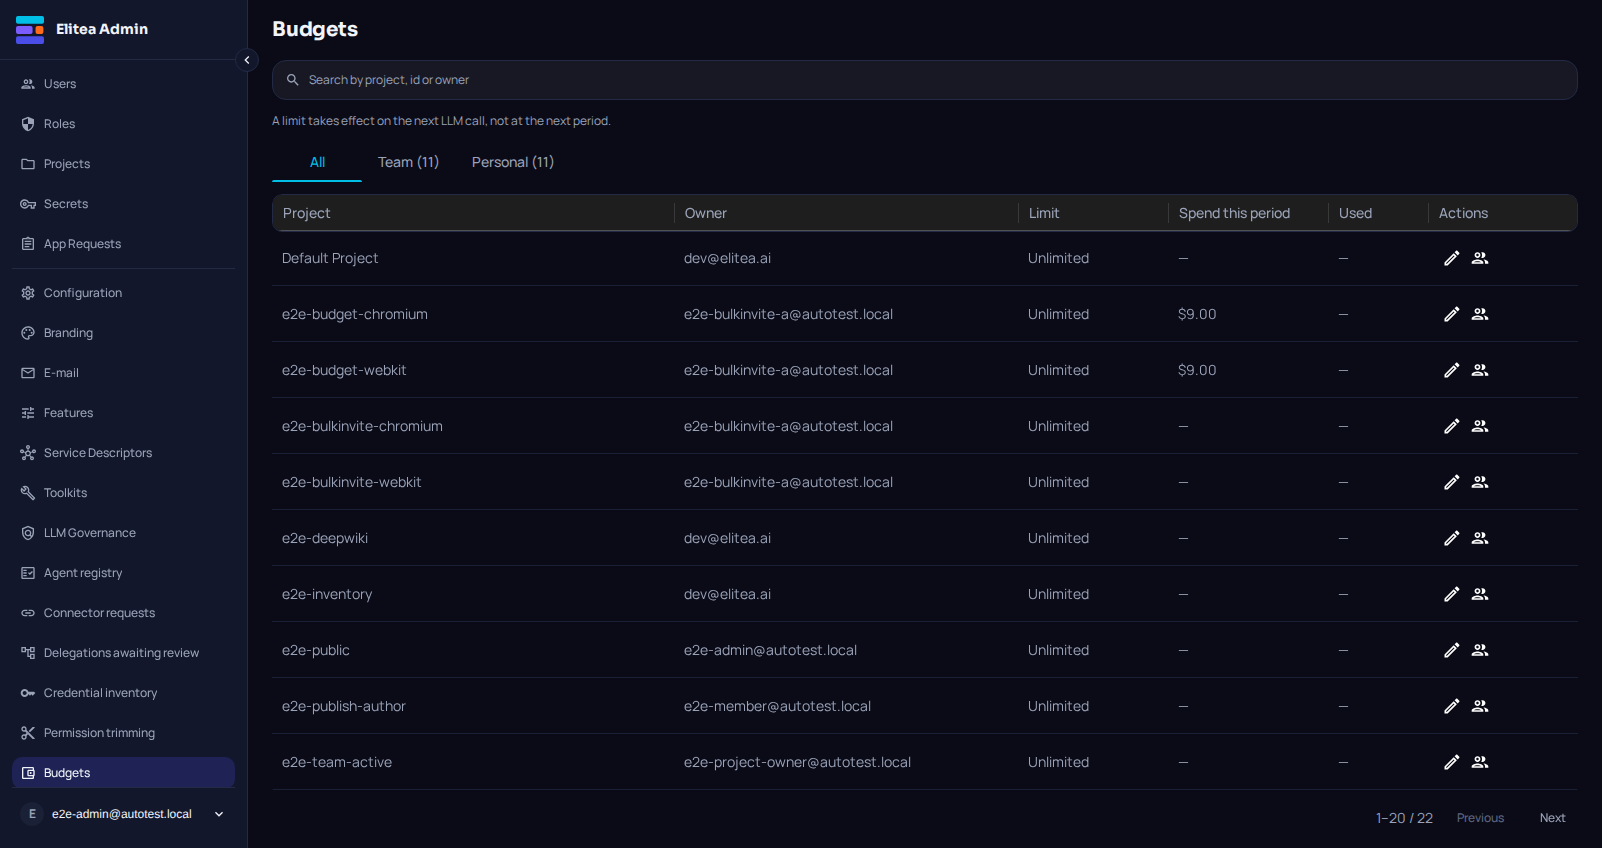 Elitea Admin
Users
Roles
Projects
Secrets
App Requests
Configuration
Branding
E-mail
Features
Service Descriptors
Toolkits
LLM Governance
Agent registry
Connector requests
Delegations awaiting review
Credential inventory
Permission trimming
Budgets
E e2e-admin@autotest.local
Budgets
Search by project, id or owner
A limit takes effect on the next LLM call, not at the next period.
All Team (11) Personal (11)
Project Owner Limit Spend this period Used Actions
Default Project dev@elitea.ai Unlimited — —
e2e-budget-chromium e2e-bulkinvite-a@autotest.local Unlimited $9.00 —
e2e-budget-webkit e2e-bulkinvite-a@autotest.local Unlimited $9.00 —
e2e-bulkinvite-chromium e2e-bulkinvite-a@autotest.local Unlimited — —
e2e-bulkinvite-webkit e2e-bulkinvite-a@autotest.local Unlimited — —
e2e-deepwiki dev@elitea.ai Unlimited — —
e2e-inventory dev@elitea.ai Unlimited — —
e2e-public e2e-admin@autotest.local Unlimited — —
e2e-publish-author e2e-member@autotest.local Unlimited — —
e2e-team-active e2e-project-owner@autotest.local Unlimited — —
1–20 / 22 Previous Next